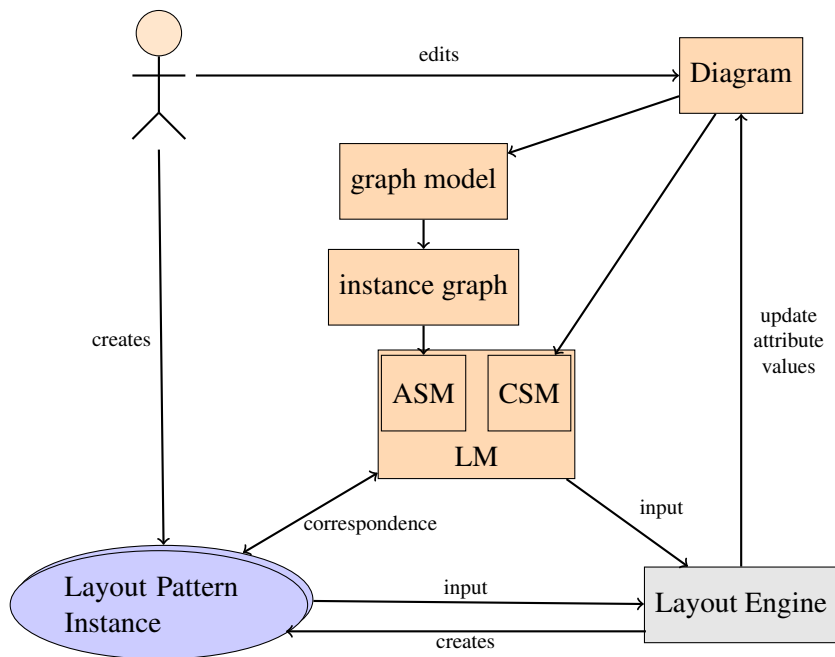 edits
Diagram
graph model
instance graph
creates
update
attribute
values
ASM
CSM
LM
correspondence
input
Layout Pattern
Instance
input
Layout Engine
creates